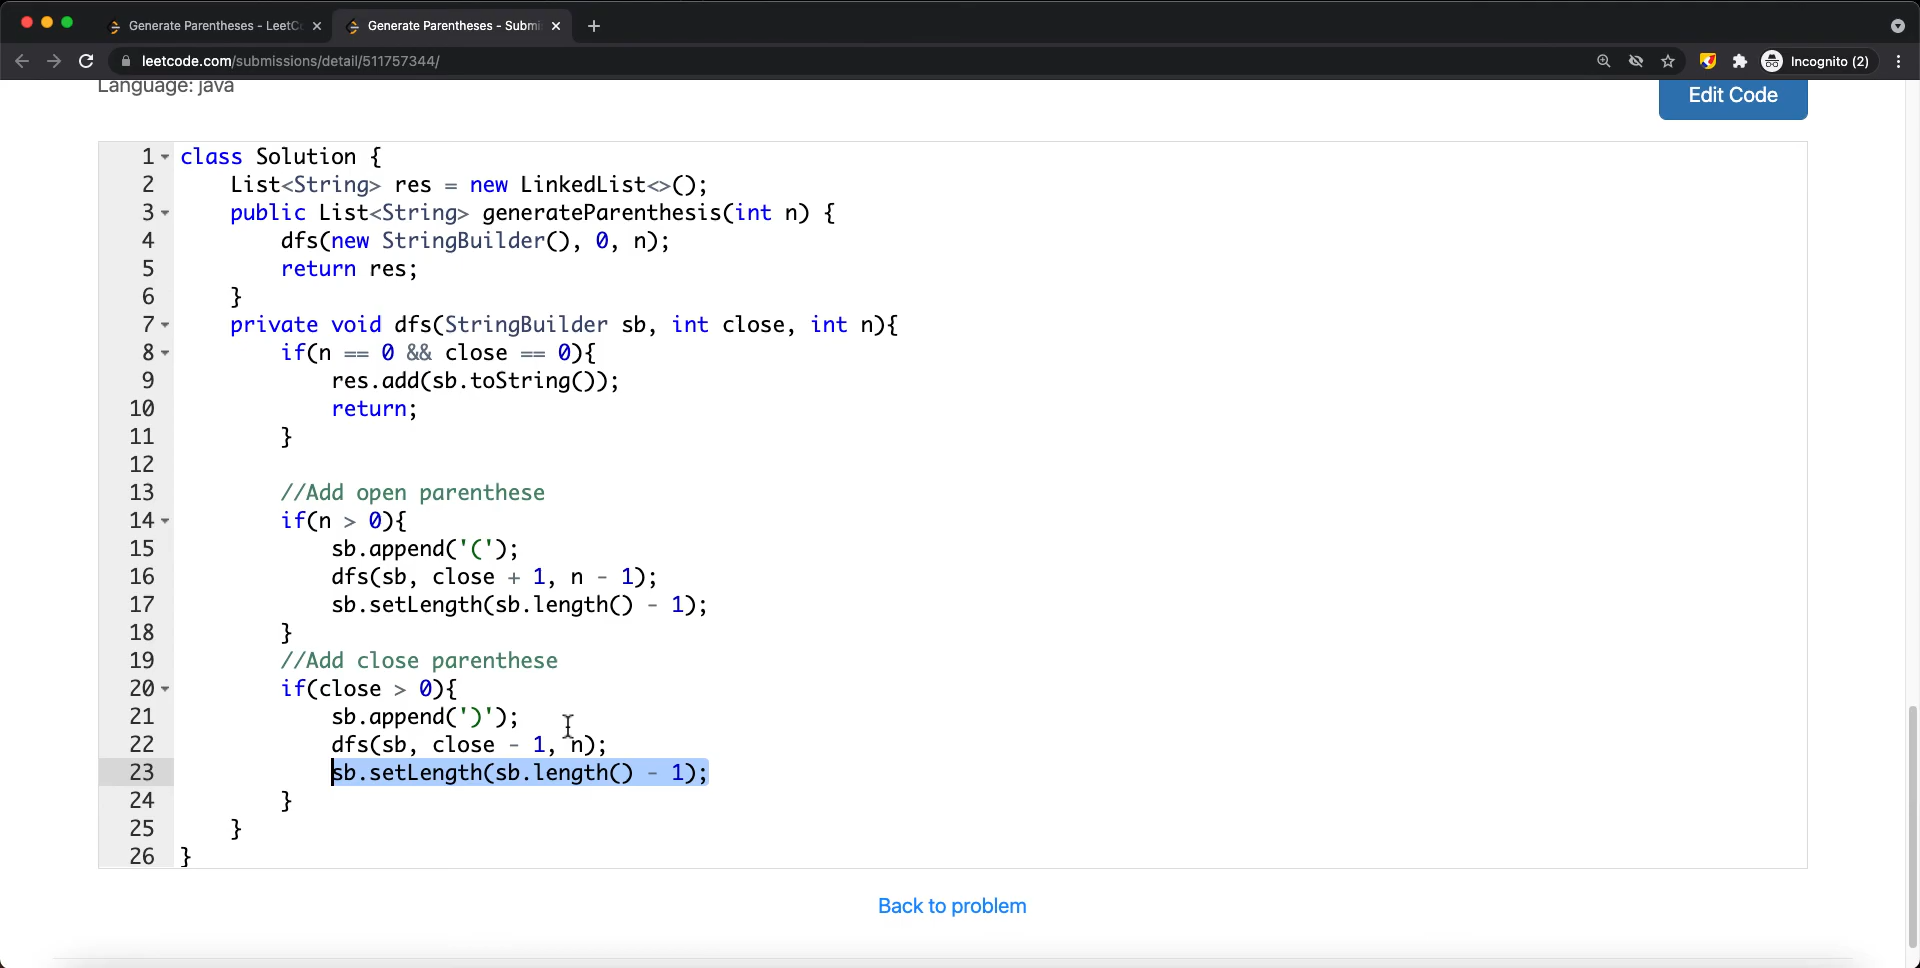 Generate Parentheses - LeetC
Generate Parentheses - Submi
leetcode.com/submissions/detail/511757344/
Incognito (2)
Language: java
Edit Code
1 class Solution {
2 List<String> res = new LinkedList<>();
3 public List<String> generateParenthesis(int n) {
4 dfs(new StringBuilder(), 0, n);
5 return res;
6 }
7 private void dfs(StringBuilder sb, int close, int n){
8 if(n == 0 && close == 0){
9 res.add(sb.toString());
10 return;
11 }
12
13 //Add open parenthese
14 if(n > 0){
15 sb.append('(');
16 dfs(sb, close + 1, n - 1);
17 sb.setLength(sb.length() - 1);
18 }
19 //Add close parenthese
20 if(close > 0){
21 sb.append(')');
22 dfs(sb, close - 1, n);
23 sb.setLength(sb.length() - 1);
24 }
25 }
26 }
Back to problem